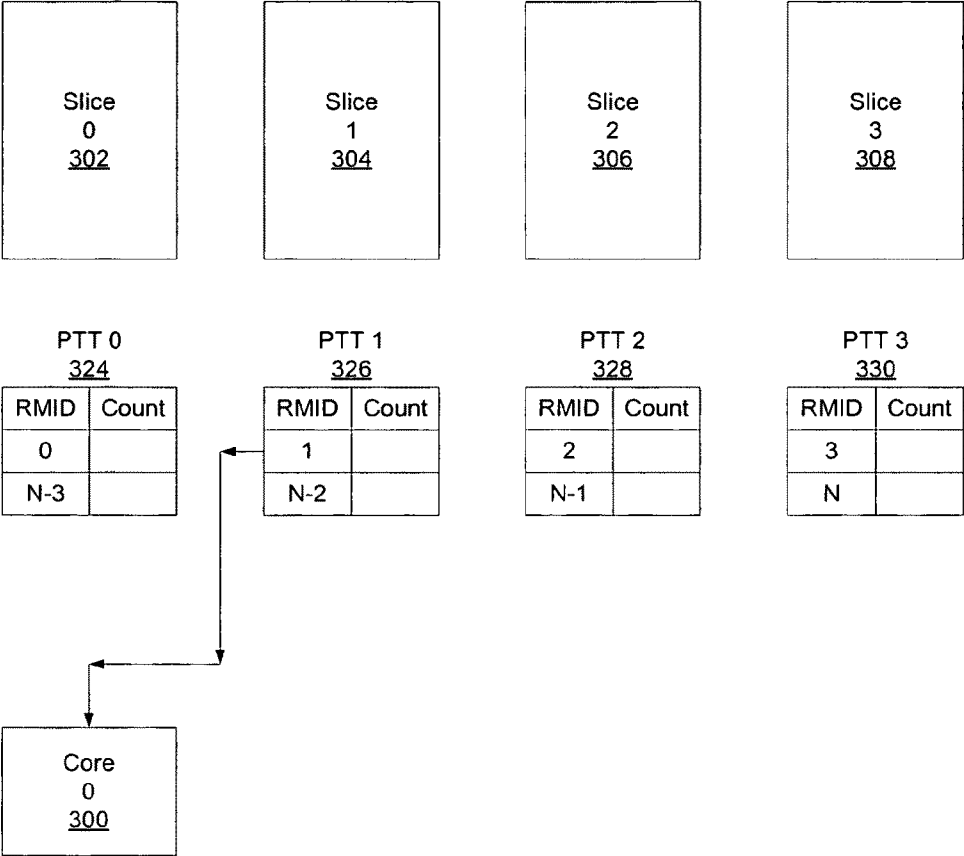 Slice
0
302
Slice
1
304
Slice
2
306
Slice
3
308
PTT 0
324
RMID Count
0
N-3
PTT 1
326
RMID Count
1
N-2
PTT 2
328
RMID Count
2
N-1
PTT 3
330
RMID Count
3
N
Core
0
300